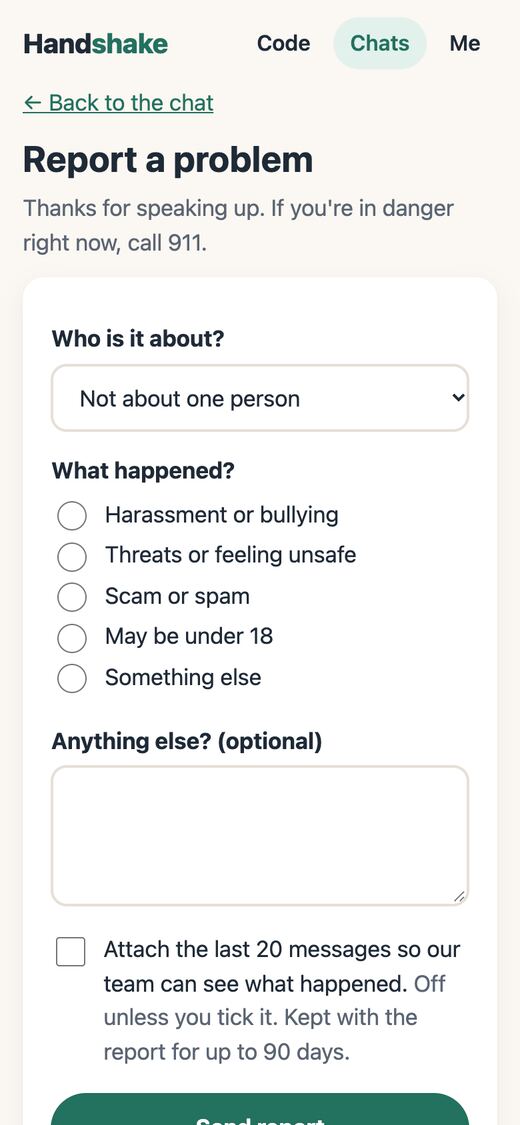 Handshake
Code
Chats
Me
← Back to the chat
Report a problem
Thanks for speaking up. If you're in danger
right now, call 911.
Who is it about?
Not about one person
What happened?
Harassment or bullying
Threats or feeling unsafe
Scam or spam
May be under 18
Something else
Anything else? (optional)
Attach the last 20 messages so our
team can see what happened. Off
unless you tick it. Kept with the
report for up to 90 days.
Send report